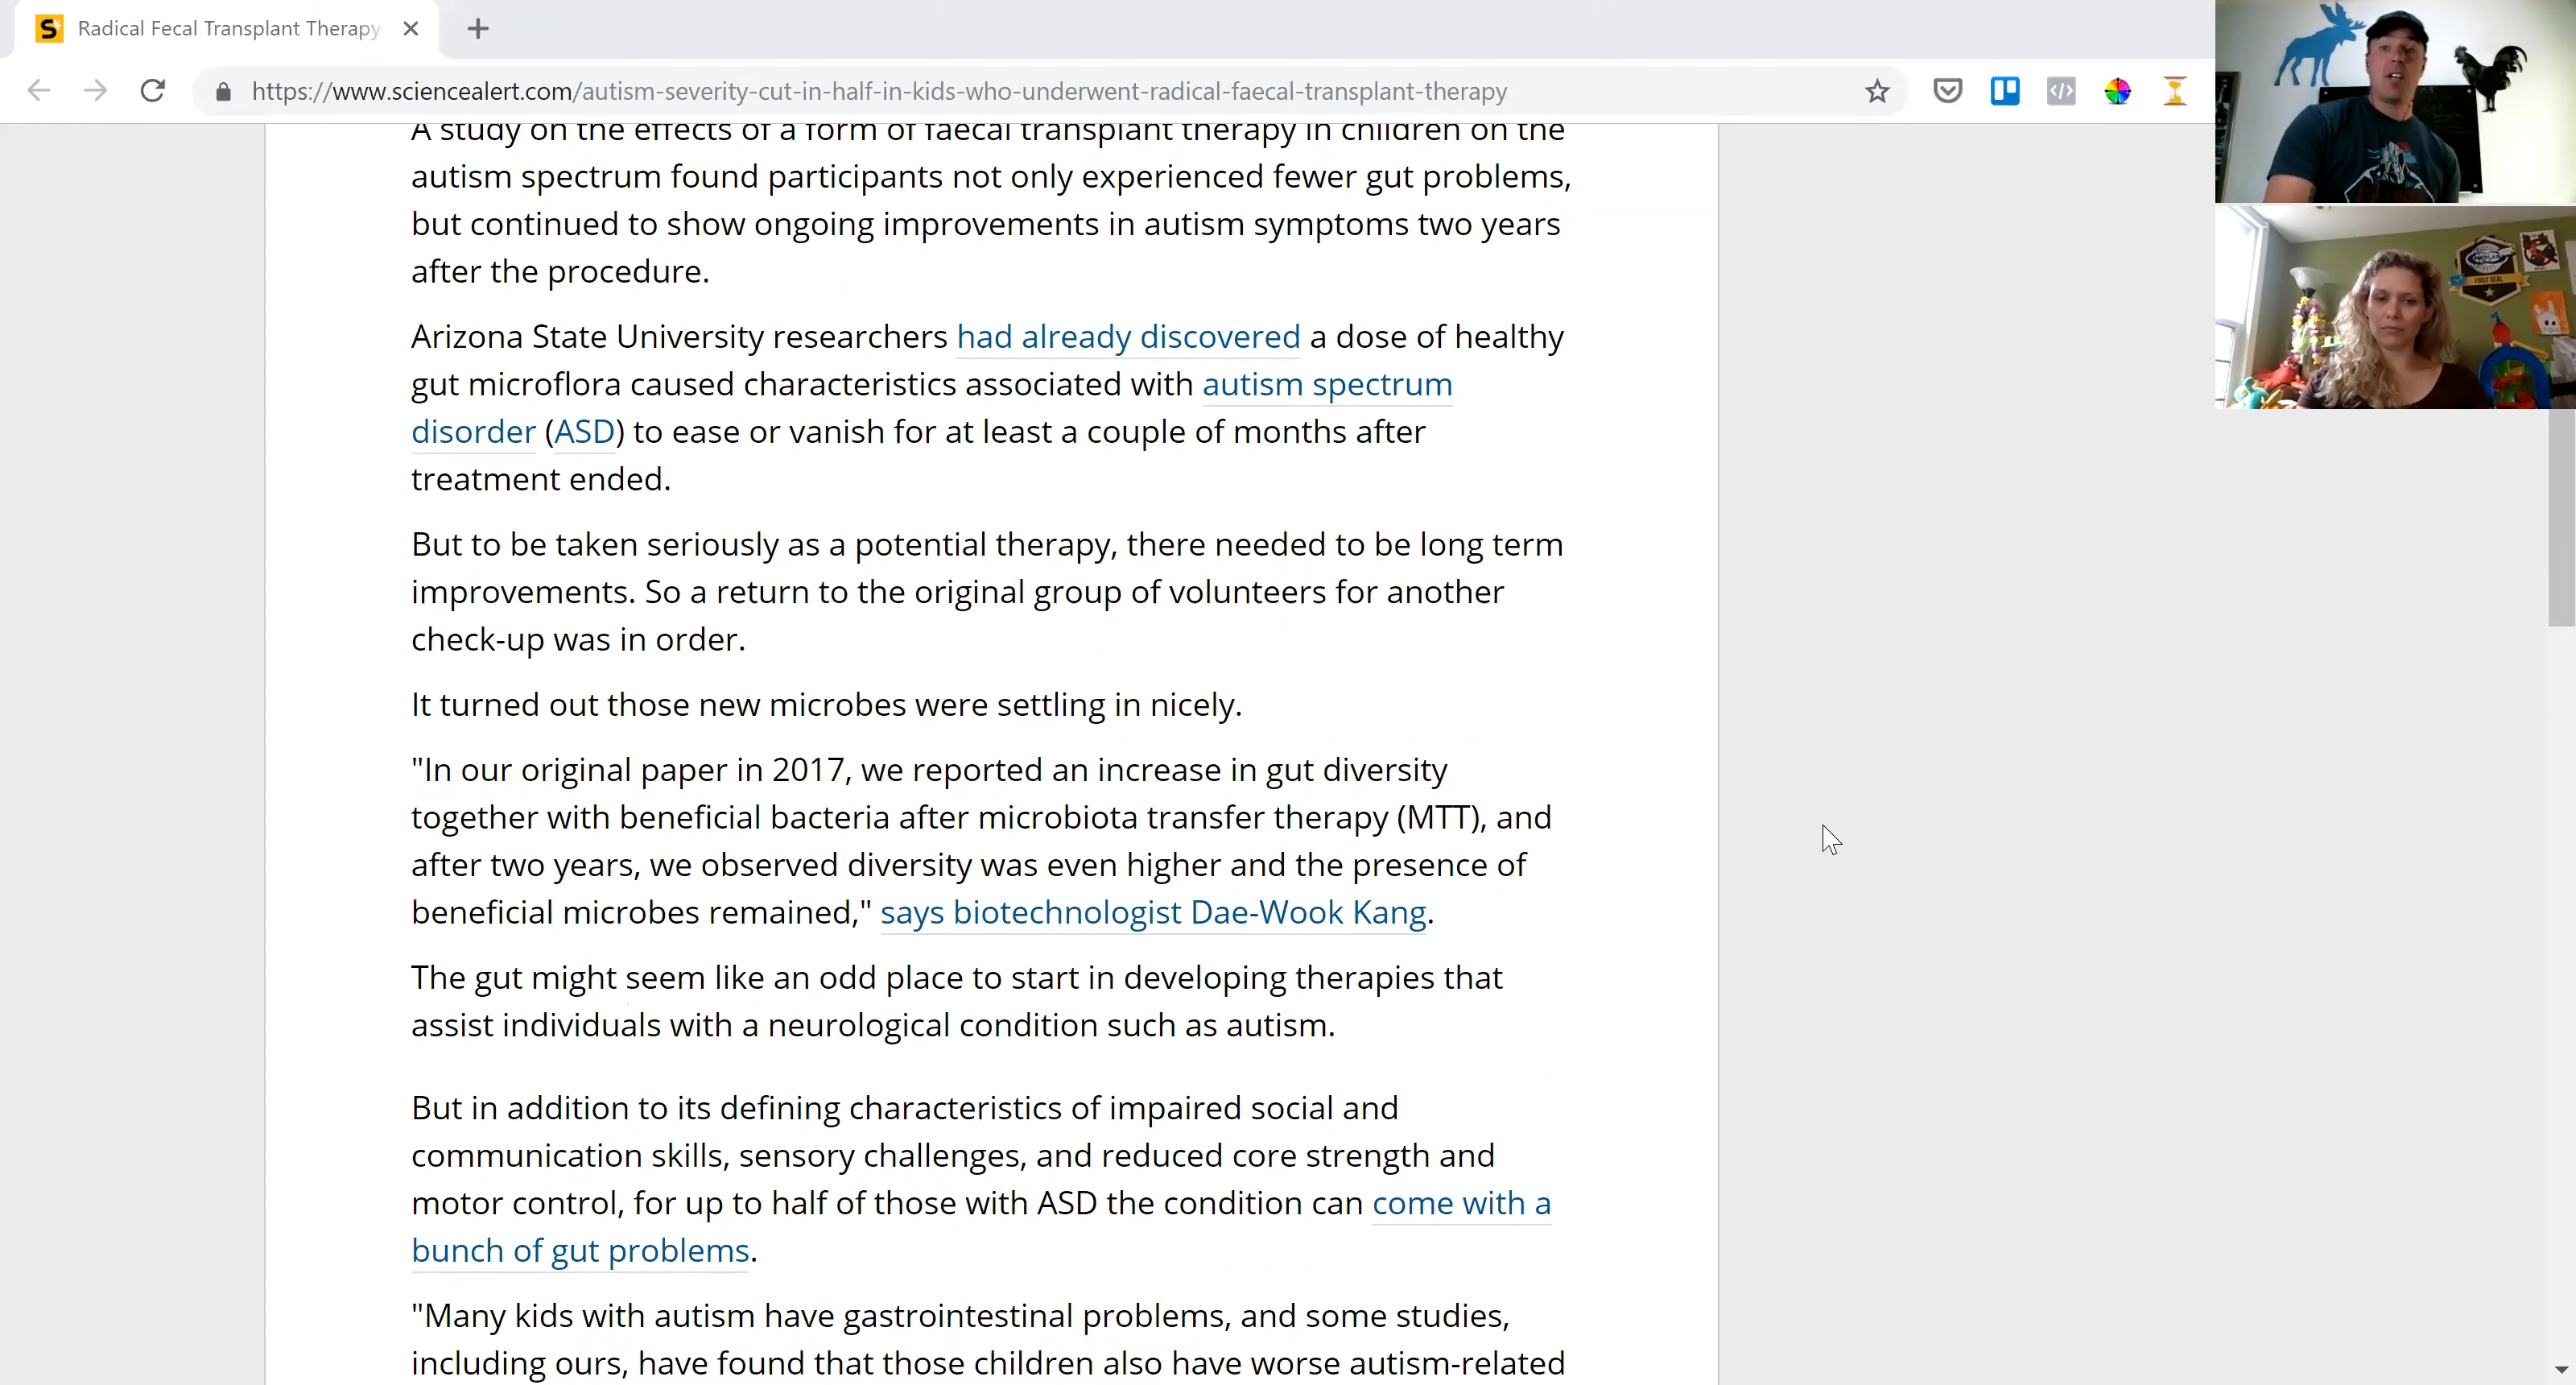 Radical Fecal Transplant Therapy
https://www.sciencealert.com/autism-severity-cut-in-half-in-kids-who-underwent-radical-faecal-transplant-therapy
A study on the effects of a form of faecal transplant therapy in children on the
autism spectrum found participants not only experienced fewer gut problems,
but continued to show ongoing improvements in autism symptoms two years
after the procedure.
Arizona State University researchers had already discovered a dose of healthy
gut microflora caused characteristics associated with autism spectrum
disorder (ASD) to ease or vanish for at least a couple of months after
treatment ended.
But to be taken seriously as a potential therapy, there needed to be long term
improvements. So a return to the original group of volunteers for another
check-up was in order.
It turned out those new microbes were settling in nicely.
"In our original paper in 2017, we reported an increase in gut diversity
together with beneficial bacteria after microbiota transfer therapy (MTT), and
after two years, we observed diversity was even higher and the presence of
beneficial microbes remained," says biotechnologist Dae-Wook Kang.
The gut might seem like an odd place to start in developing therapies that
assist individuals with a neurological condition such as autism.
But in addition to its defining characteristics of impaired social and
communication skills, sensory challenges, and reduced core strength and
motor control, for up to half of those with ASD the condition can come with a
bunch of gut problems.
"Many kids with autism have gastrointestinal problems, and some studies,
including ours, have found that those children also have worse autism-related